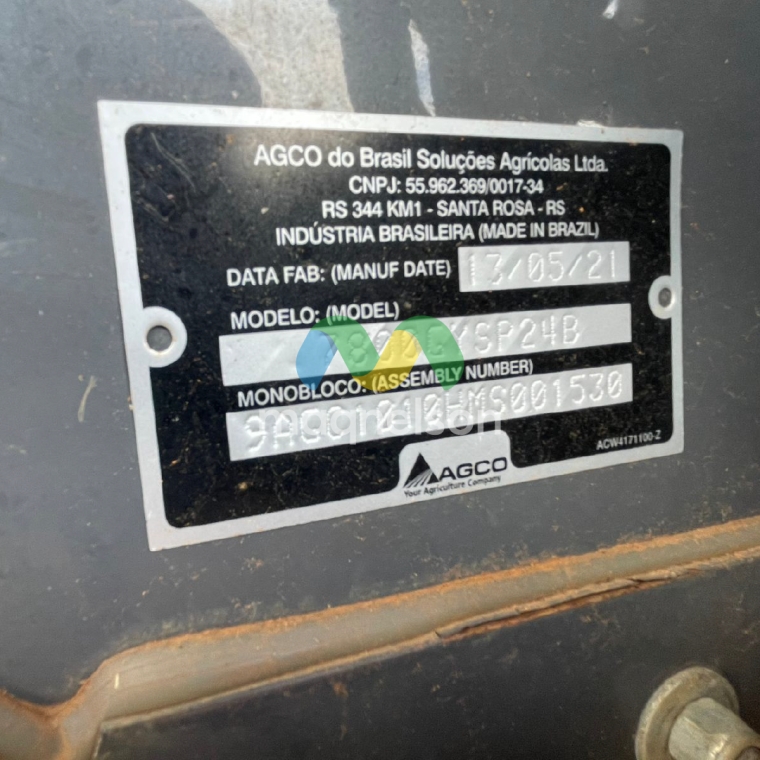 AGCO do Brasil Soluções Agrícolas Ltda.
CNPJ: 55.962.369/0017-34
RS 344 KM1 - SANTA ROSA - RS
INDÚSTRIA BRASILEIRA (MADE IN BRAZIL)
DATA FAB: (MANUF DATE) 13/05/21
MODELO: (MODEL)
MONOBLOCO: (ASSEMBLY NUMBER)
ACW4171100-Z
AGCO
Your Agriculture Company